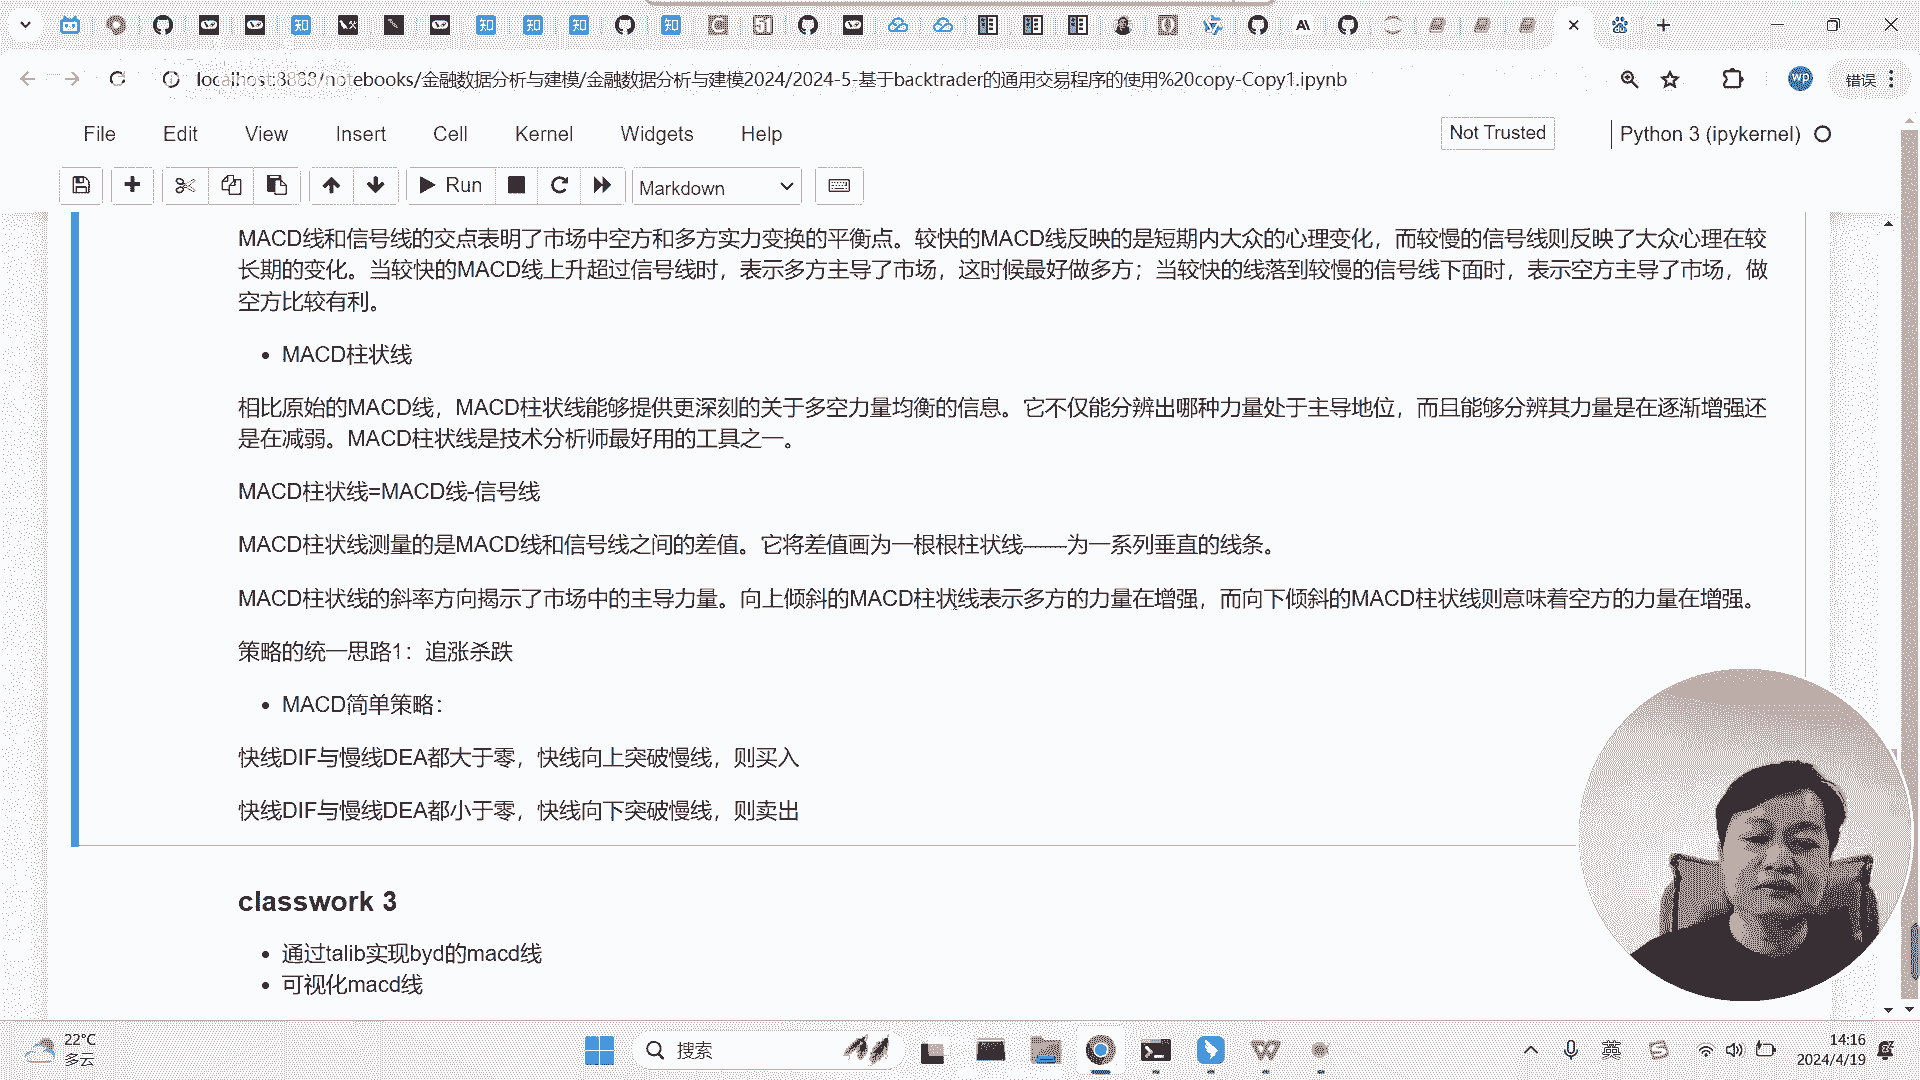 localhost:8888/notebooks/金融数据分析与建模/金融数据分析与建模2024/2024-5-基于backtrader的通用交易程序的使用%20copy-Copy1.ipynb
wp
错误
File Edit View Insert Cell Kernel Widgets Help
Not Trusted
Python 3 (ipykernel)
Run
Markdown
MACD线和信号线的交点表明了市场中空方和多方实力变换的平衡点。较快的MACD线反映的是短期内大众的心理变化，而较慢的信号线则反映了大众心理在较
长期的变化。当较快的MACD线上升超过信号线时，表示多方主导了市场，这时候最好做多方；当较快的线落到较慢的信号线下面时，表示空方主导了市场，做
空方比较有利。
• MACD柱状线
相比原始的MACD线，MACD柱状线能够提供更深刻的关于多空力量均衡的信息。它不仅能分辨出哪种力量处于主导地位，而且能够分辨其力量是在逐渐增强还
是在减弱。MACD柱状线是技术分析师最好用的工具之一。
MACD柱状线=MACD线-信号线
MACD柱状线测量的是MACD线和信号线之间的差值。它将差值画为一根根柱状线——为一系列垂直的线条。
MACD柱状线的斜率方向揭示了市场中的主导力量。向上倾斜的MACD柱状线表示多方的力量在增强，而向下倾斜的MACD柱状线则意味着空方的力量在增强。
策略的统一思路1：追涨杀跌
• MACD简单策略：
快线DIF与慢线DEA都大于零，快线向上突破慢线，则买入
快线DIF与慢线DEA都小于零，快线向下突破慢线，则卖出
classwork 3
• 通过talib实现byd的macd线
• 可视化macd线
22°C
多云
搜索
英
14:16
2024/4/19